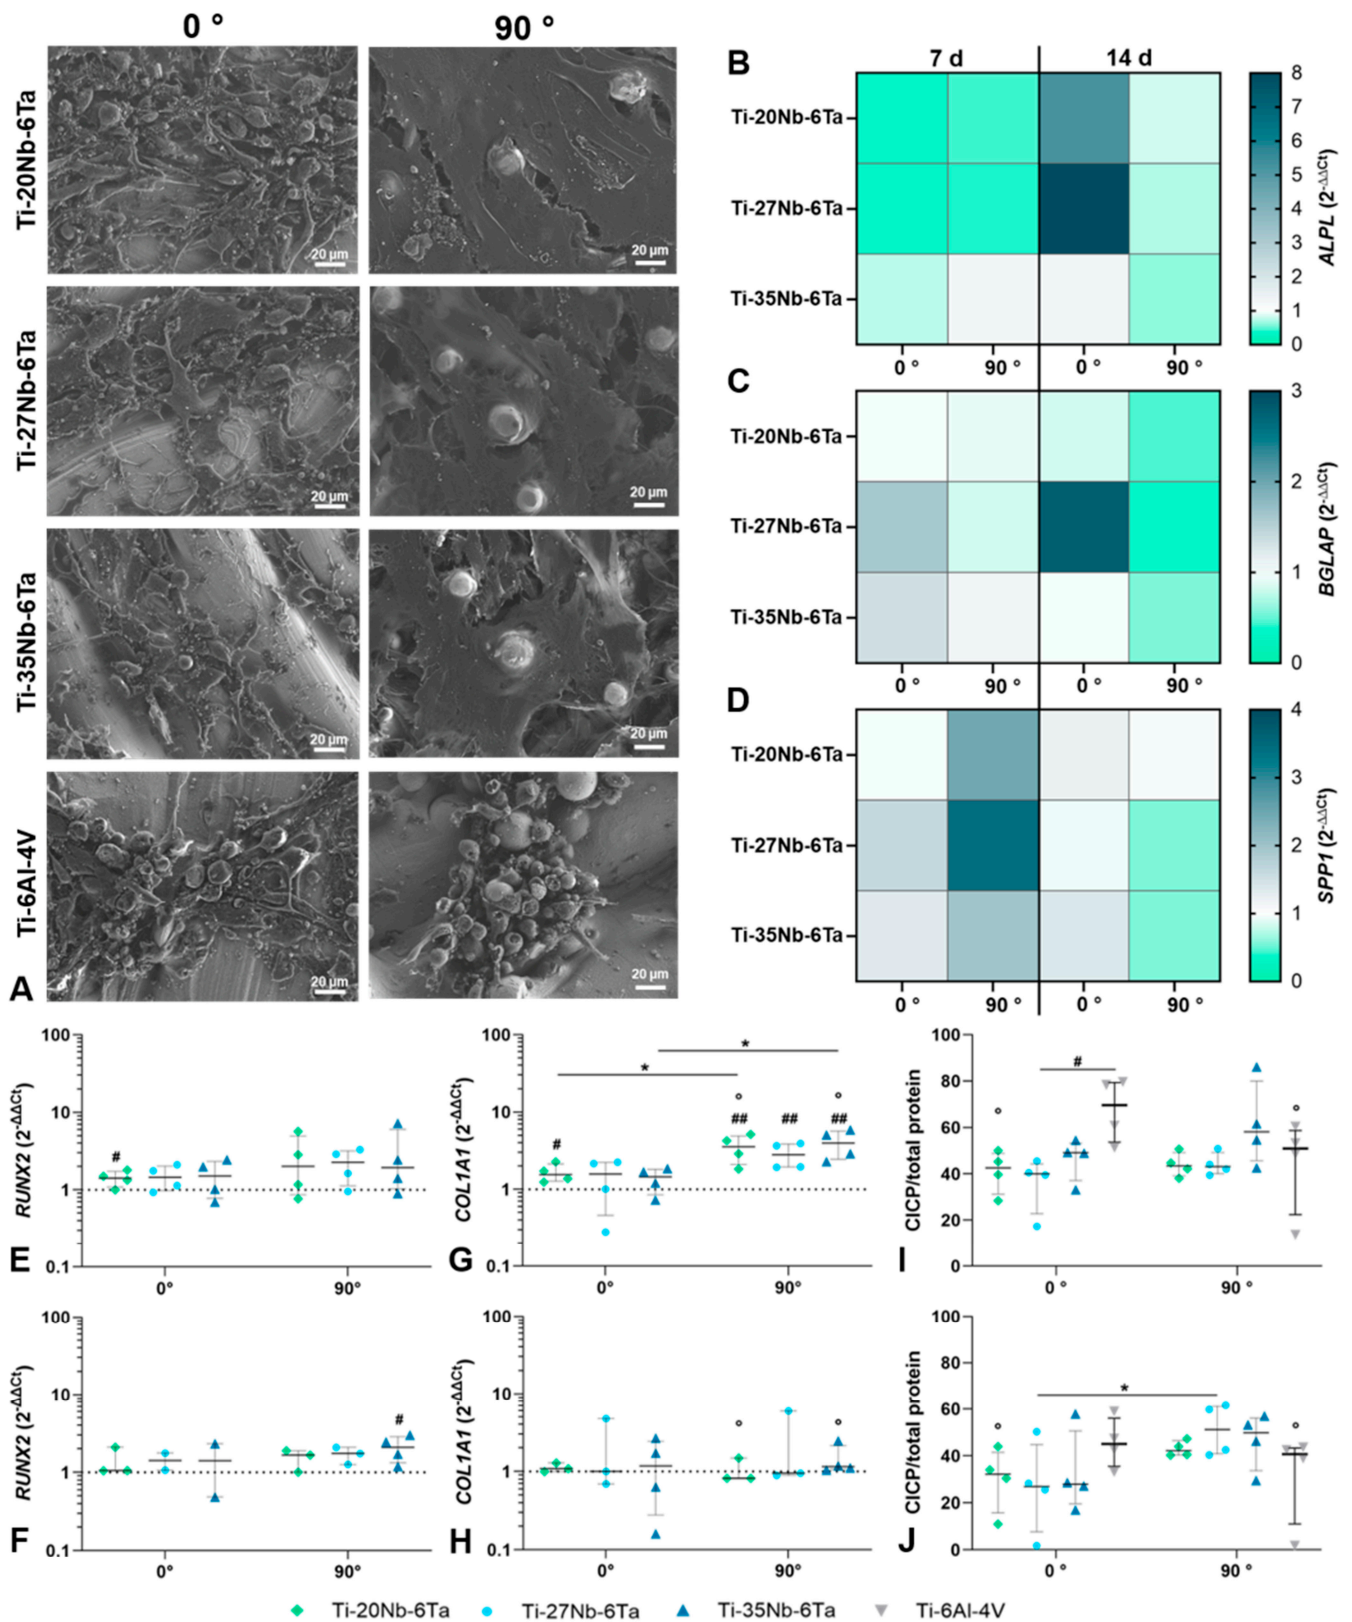 0 °
90 °
Ti-20Nb-6Ta
20 µm
20 µm
Ti-27Nb-6Ta
20 µm
20 µm
Ti-35Nb-6Ta
20 µm
20 µm
Ti-6Al-4V
20 µm
20 µm
A
B
7 d
14 d
Ti-20Nb-6Ta
Ti-27Nb-6Ta
Ti-35Nb-6Ta
0 °
90 °
0 °
90 °
8
7
6
5
4
3
2
1
0
ALPL (2-ΔΔCt)
C
Ti-20Nb-6Ta
Ti-27Nb-6Ta
Ti-35Nb-6Ta
0 °
90 °
0 °
90 °
3
2
1
0
BGLAP (2-ΔΔCt)
D
Ti-20Nb-6Ta
Ti-27Nb-6Ta
Ti-35Nb-6Ta
0 °
90 °
0 °
90 °
4
3
2
1
0
SPP1 (2-ΔΔCt)
E
RUNX2 (2-ΔΔCt)
100
10
1
0.1
#
0°
90°
G
COL1A1 (2-ΔΔCt)
100
10
1
0.1
*
*
#
##
##
##
0°
90°
I
CICP/total protein
100
80
60
40
20
0
#
0 °
90 °
F
RUNX2 (2-ΔΔCt)
100
10
1
0.1
#
0°
90°
H
COL1A1 (2-ΔΔCt)
100
10
1
0.1
0°
90°
J
CICP/total protein
100
80
60
40
20
0
*
0 °
90 °
Ti-20Nb-6Ta
Ti-27Nb-6Ta
Ti-35Nb-6Ta
Ti-6Al-4V